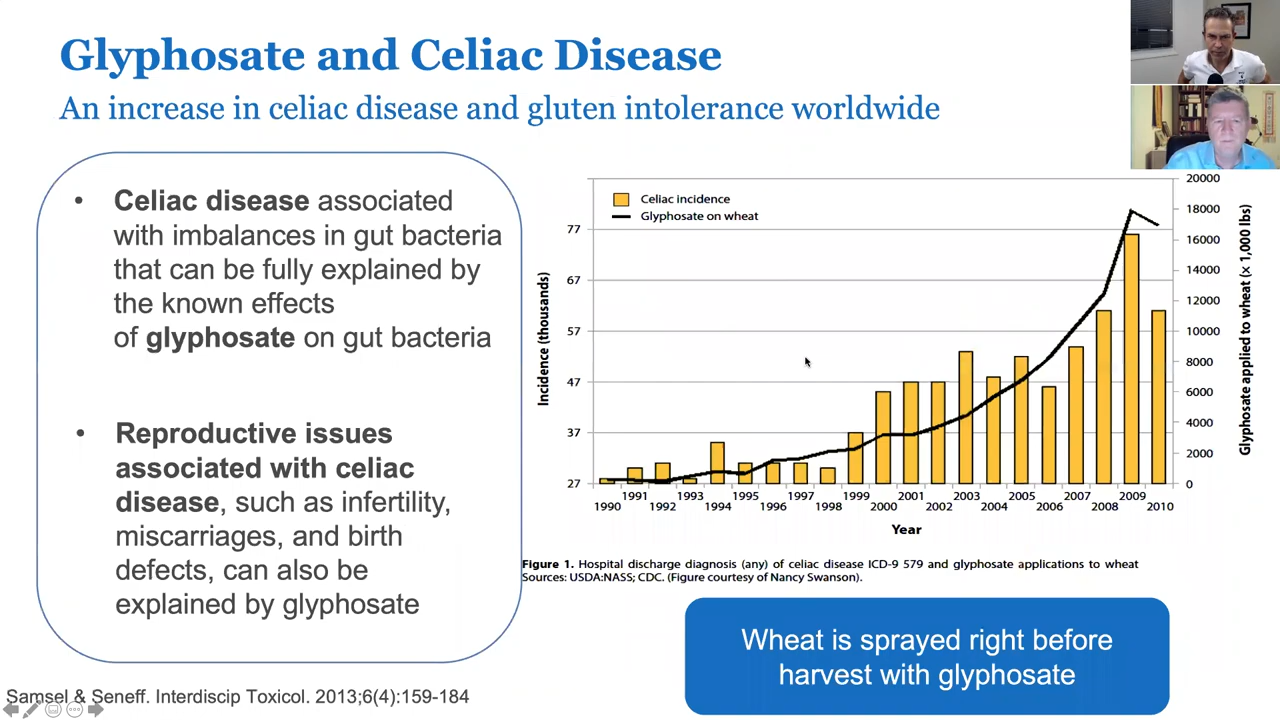 Glyphosate and Celiac Disease
An increase in celiac disease and gluten intolerance worldwide
• Celiac disease associated
with imbalances in gut bacteria
that can be fully explained by
the known effects
of glyphosate on gut bacteria
• Reproductive issues
associated with celiac
disease, such as infertility,
miscarriages, and birth
defects, can also be
explained by glyphosate
Samsel & Seneff. Interdiscip Toxicol. 2013;6(4):159-184
Celiac incidence
Glyphosate on wheat
Incidence (thousands)
77
67
57
47
37
27
20000
18000
16000
14000
12000
10000
8000
6000
4000
2000
0
Glyphosate applied to wheat (× 1,000 lbs)
1991 1993 1995 1997 1999 2001 2003 2005 2007 2009
1990 1992 1994 1996 1998 2000 2002 2004 2006 2008 2010
Year
Figure 1. Hospital discharge diagnosis (any) of celiac disease ICD-9 579 and glyphosate applications to wheat
Sources: USDA:NASS; CDC. (Figure courtesy of Nancy Swanson).
Wheat is sprayed right before
harvest with glyphosate